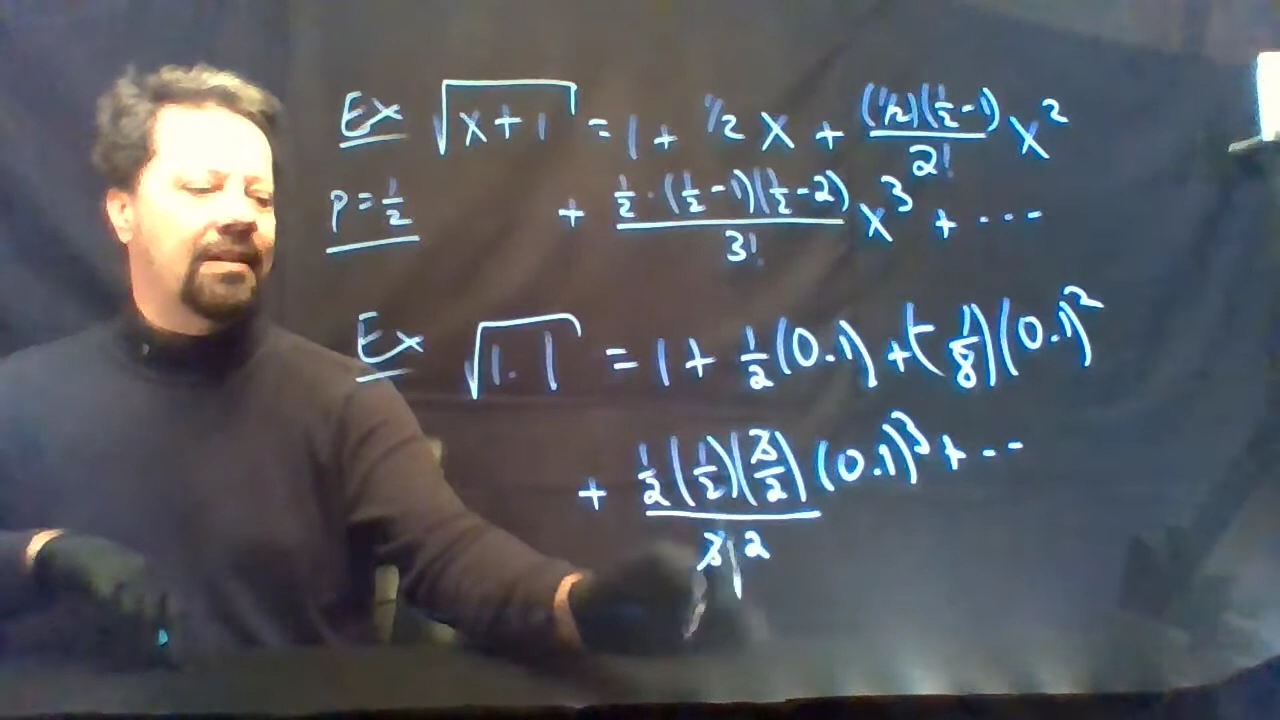 Ex √(x+1) = 1 + 1/2 x + (1/2)(1/2 -1)/2! x²
p = 1/2 + 1/2 · (1/2 -1)(1/2 -2)/3! x³ + ...
Ex √1.1 = 1 + 1/2 (0.1) + (-1/8)(0.1)²
+ 1/2 (1/2)(3/2)/3·2 (0.1)³ + ...